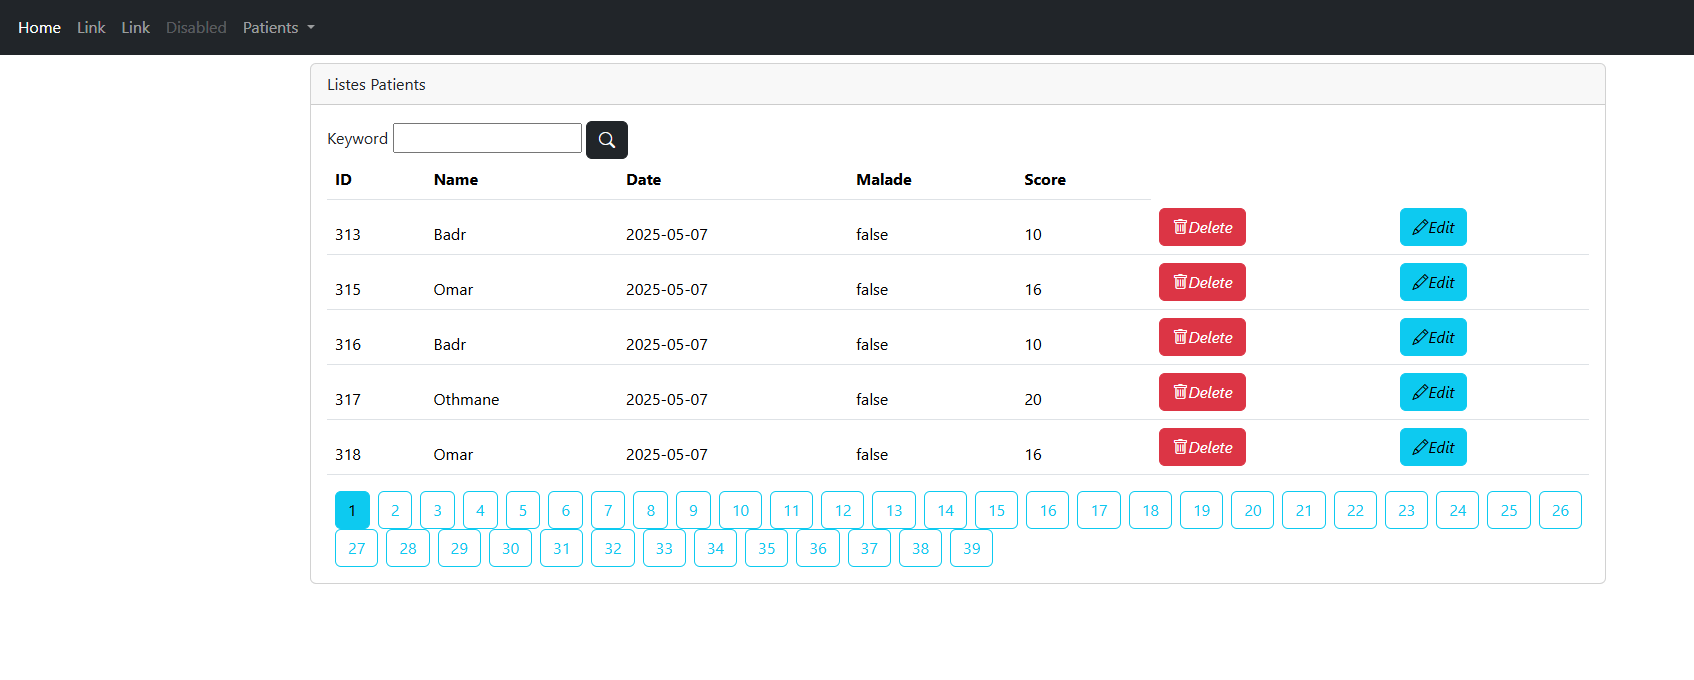 Home Link Link Disabled Patients
Listes Patients
Keyword
ID Name Date Malade Score
313 Badr 2025-05-07 false 10 Delete Edit
315 Omar 2025-05-07 false 16 Delete Edit
316 Badr 2025-05-07 false 10 Delete Edit
317 Othmane 2025-05-07 false 20 Delete Edit
318 Omar 2025-05-07 false 16 Delete Edit
1 2 3 4 5 6 7 8 9 10 11 12 13 14 15 16 17 18 19 20 21 22 23 24 25 26
27 28 29 30 31 32 33 34 35 36 37 38 39